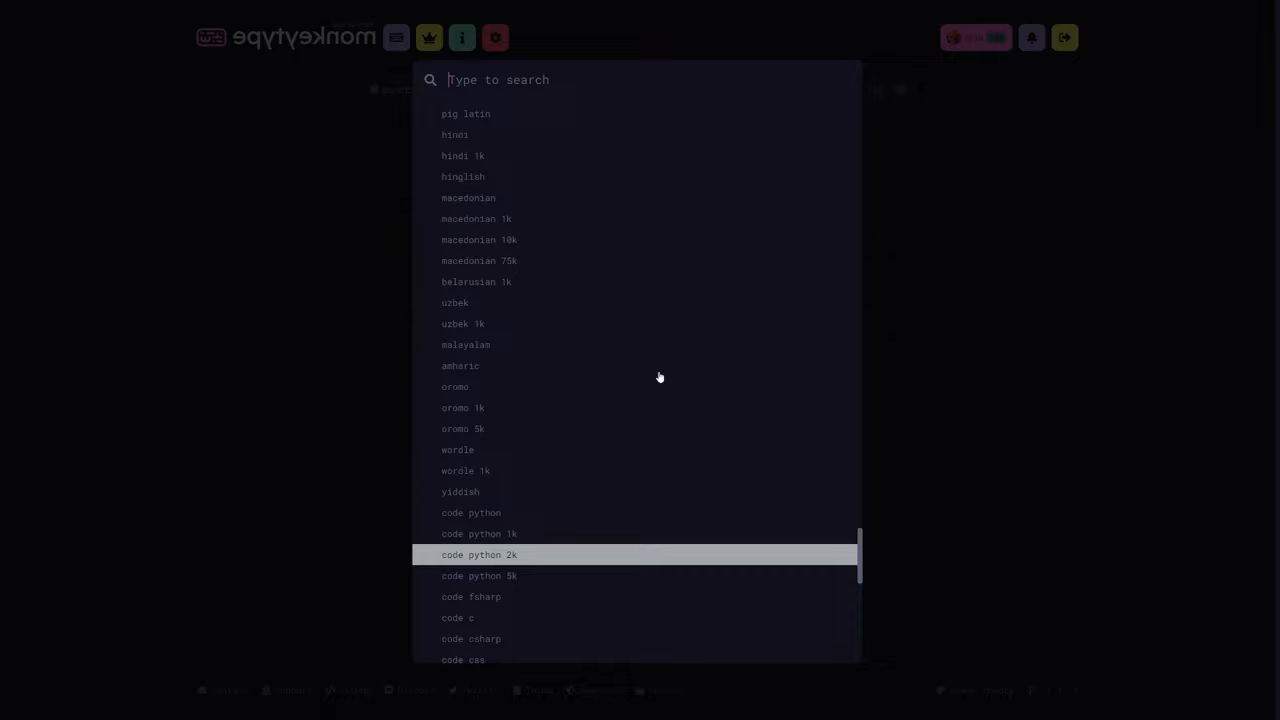 monkeytype
Type to search
pig latin
hindi
hindi 1k
hinglish
macedonian
macedonian 1k
macedonian 10k
macedonian 75k
belarusian 1k
uzbek
uzbek 1k
malayalam
amharic
oromo
oromo 1k
oromo 5k
wordle
wordle 1k
yiddish
code python
code python 1k
code python 2k
code python 5k
code fsharp
code c
code csharp
code css